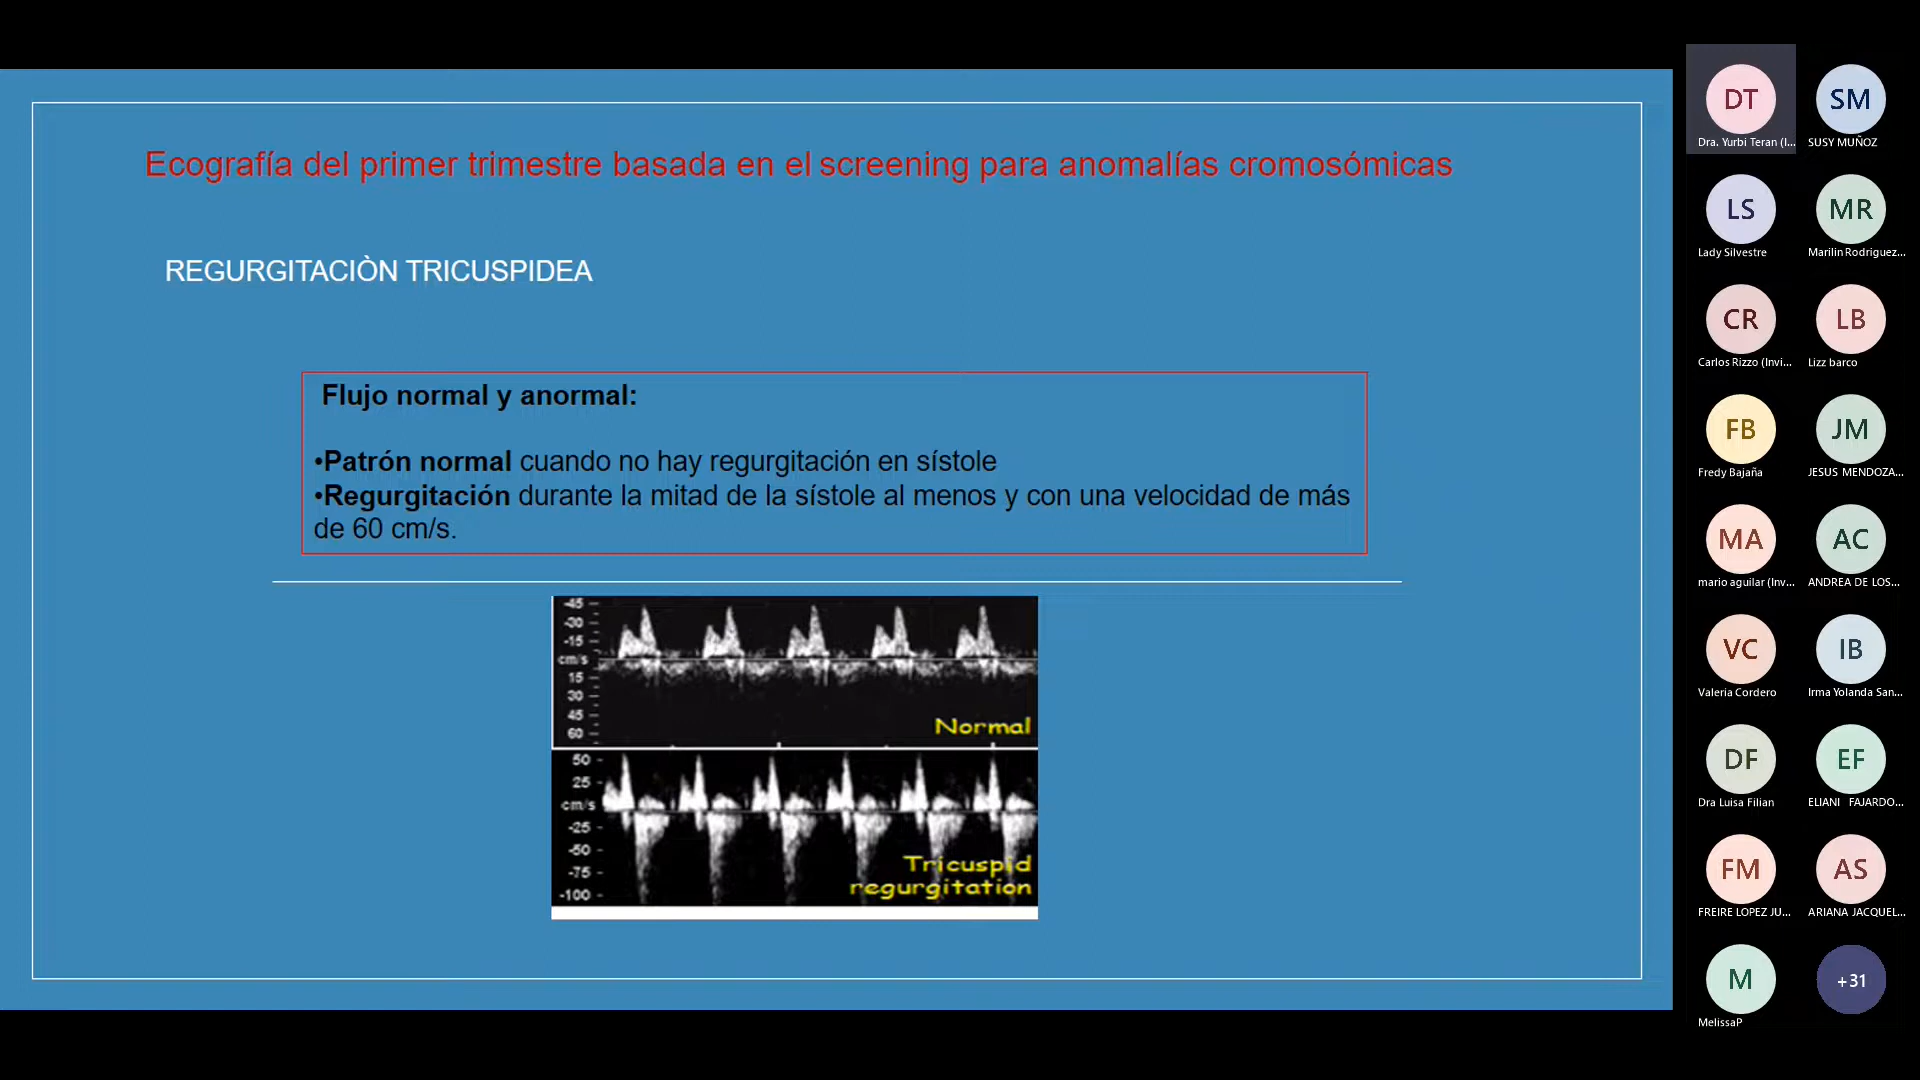 Ecografía del primer trimestre basada en el screening para anomalías cromosómicas
REGURGITACIÒN TRICUSPIDEA
Flujo normal y anormal:
•Patrón normal cuando no hay regurgitación en sístole
•Regurgitación durante la mitad de la sístole al menos y con una velocidad de más
de 60 cm/s.
-45
-30
-15
cm/s
15
30
45
60
Normal
50
25
cm/s
-25
-50
-75
-100
Tricuspid
regurgitation
DT
Dra. Yurbi Teran (I...
SM
SUSY MUÑOZ
LS
Lady Silvestre
MR
Marilin Rodriguez...
CR
Carlos Rizzo (Invi...
LB
Lizz barco
FB
Fredy Bajaña
JM
JESUS MENDOZA...
MA
mario aguilar (Inv...
AC
ANDREA DE LOS...
VC
Valeria Cordero
IB
Irma Yolanda San...
DF
Dra Luisa Filian
EF
ELIANI FAJARDO...
FM
FREIRE LOPEZ JU...
AS
ARIANA JACQUEL...
M
MelissaP
+31